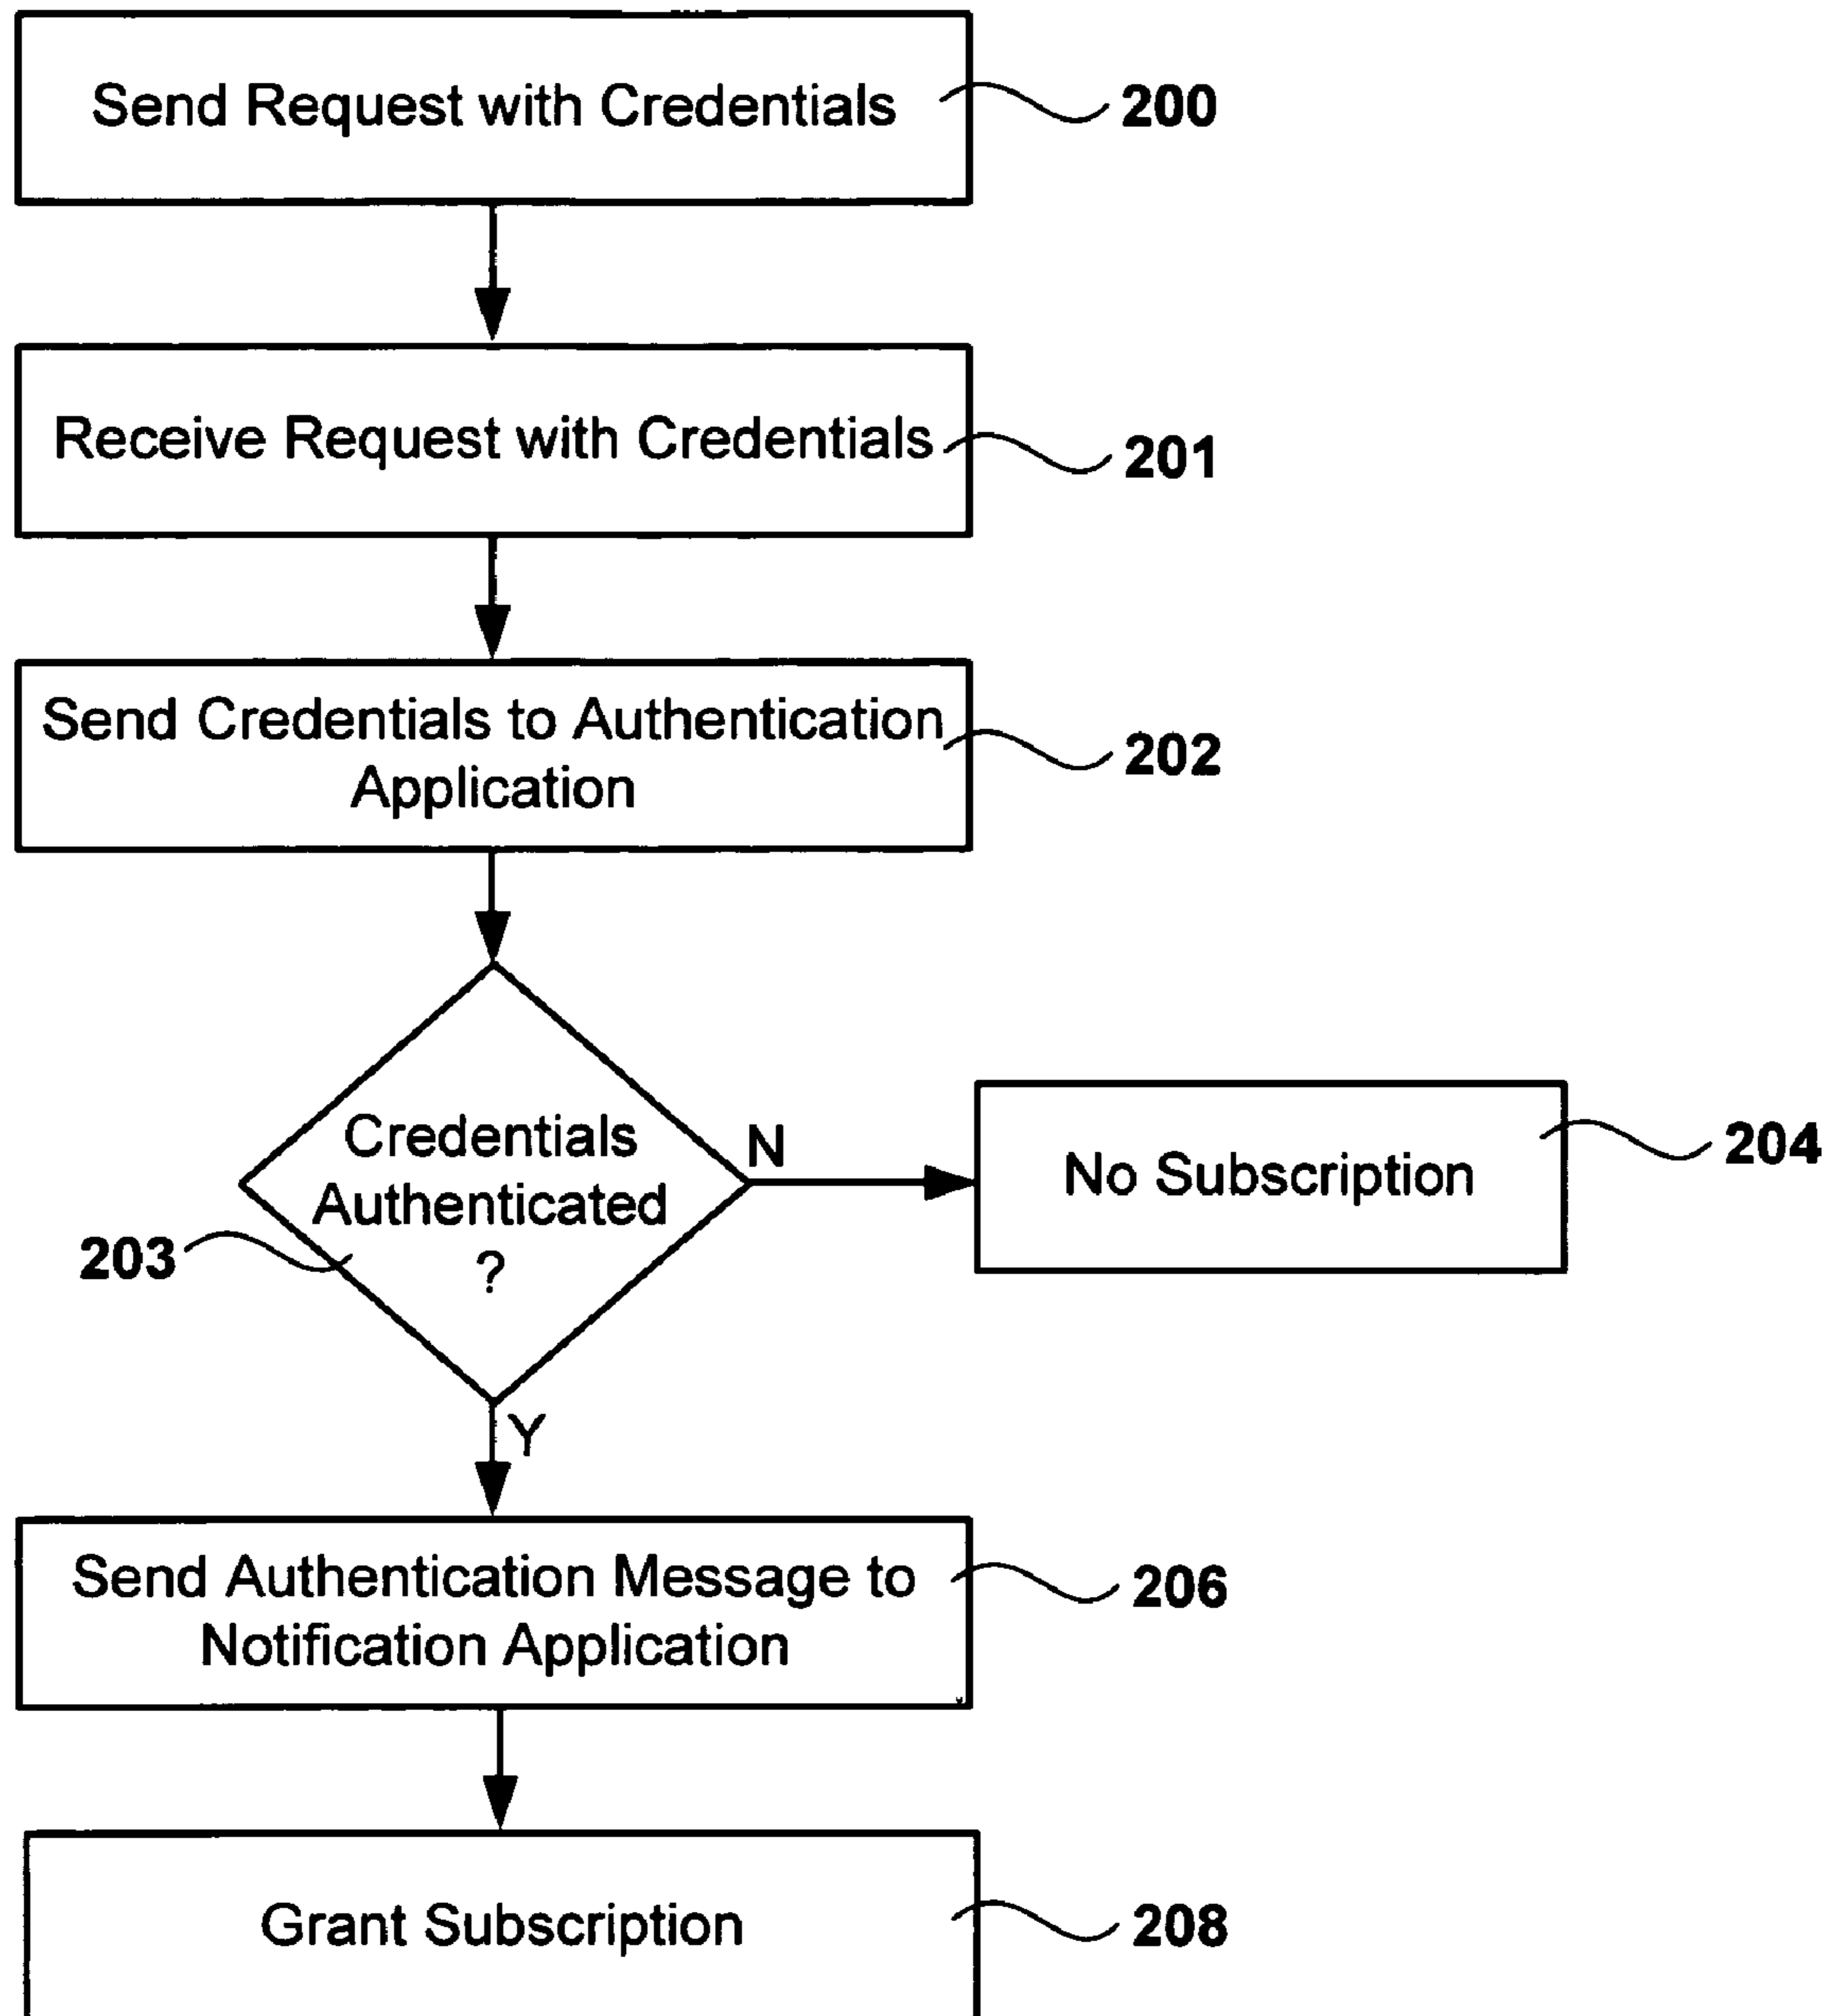 Send Request with Credentials
200
Receive Request with Credentials
201
Send Credentials to Authentication
Application
202
Credentials
Authenticated
?
203
N
No Subscription
204
Y
Send Authentication Message to
Notification Application
206
Grant Subscription
208